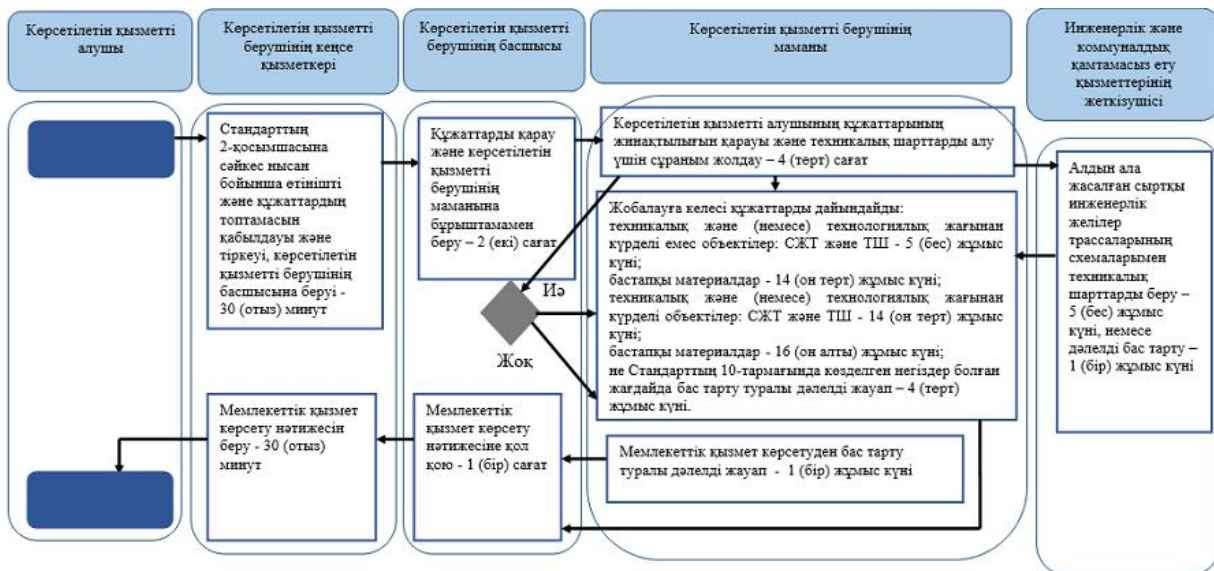 Көрсетілетін қызметті
алушы
Көрсетілетін қызметті
берушінің кеңсе
қызметкері
Көрсетілетін қызметті
берушінің басшысы
Көрсетілетін қызметті берушінің
маманы
Инженерлік және
коммуналдық
қамтамасыз ету
қызметтерінің
жеткізушісі
Стандарттың
2-қосымшасына
сәйкес нысан
бойынша өтінішті
және құжаттардың
топтамасын
қабылдауы және
тіркеуі, көрсетілетін
қызметті берушінің
басшысына беруі -
30 (отыз) минут
Құжаттарды қарау
және көрсетілетін
қызметті
берушінің
маманына
бұрыштамамен
беру – 2 (екі) сағат
Көрсетілетін қызметті алушының құжаттарының
жинақтылығын қарауы және техникалық шарттарды алу
үшін сұраным жолдау – 4 (төрт) сағат
Жобалауға келесі құжаттарды дайындайды:
техникалық және (немесе) технологиялық жағынан
күрделі емес объектілер: СЖТ және ТШ - 5 (бес) жұмыс
күні;
бастапқы материалдар - 14 (он төрт) жұмыс күні;
техникалық және (немесе) технологиялық жағынан
күрделі объектілер: СЖТ және ТШ - 14 (он төрт) жұмыс
күні;
бастапқы материалдар - 16 (он алты) жұмыс күні;
не Стандарттың 10-тармағында көзделген негіздер болған
жағдайда бас тарту туралы дәлелді жауап – 4 (төрт)
жұмыс күні.
Алдын ала
жасалған сыртқы
инженерлік
желілер
трассаларының
схемаларымен
техникалық
шарттарды беру –
5 (бес) жұмыс
күні, немесе
дәлелді бас тарту –
1 (бір) жұмыс күні
Иә
Жоқ
Мемлекеттік қызмет
көрсету нәтижесін
беру - 30 (отыз)
минут
Мемлекеттік
қызмет көрсету
нәтижесіне қол
қою - 1 (бір) сағат
Мемлекеттік қызмет көрсетуден бас тарту
туралы дәлелді жауап - 1 (бір) жұмыс күні